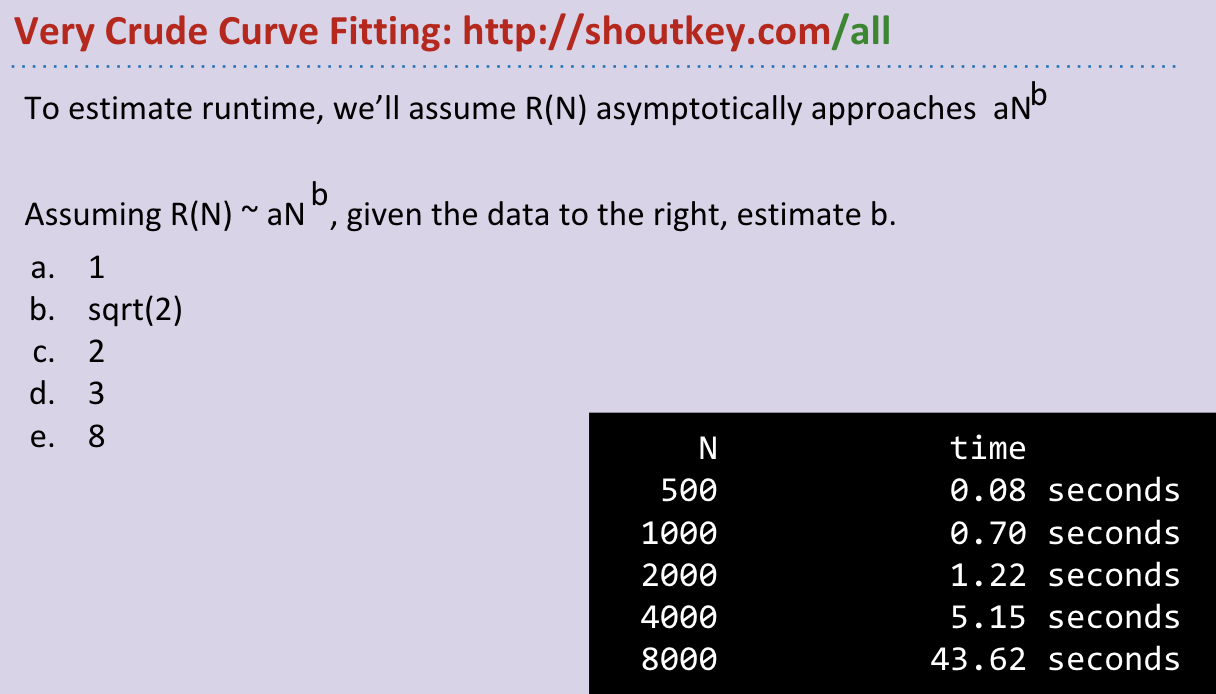 Very Crude Curve Fitting: http://shoutkey.com/all
To estimate runtime, we’ll assume R(N) asymptotically approaches aNᵇ
Assuming R(N) ~ aN ᵇ, given the data to the right, estimate b.
a. 1
b. sqrt(2)
c. 2
d. 3
e. 8
N time
500 0.08 seconds
1000 0.70 seconds
2000 1.22 seconds
4000 5.15 seconds
8000 43.62 seconds